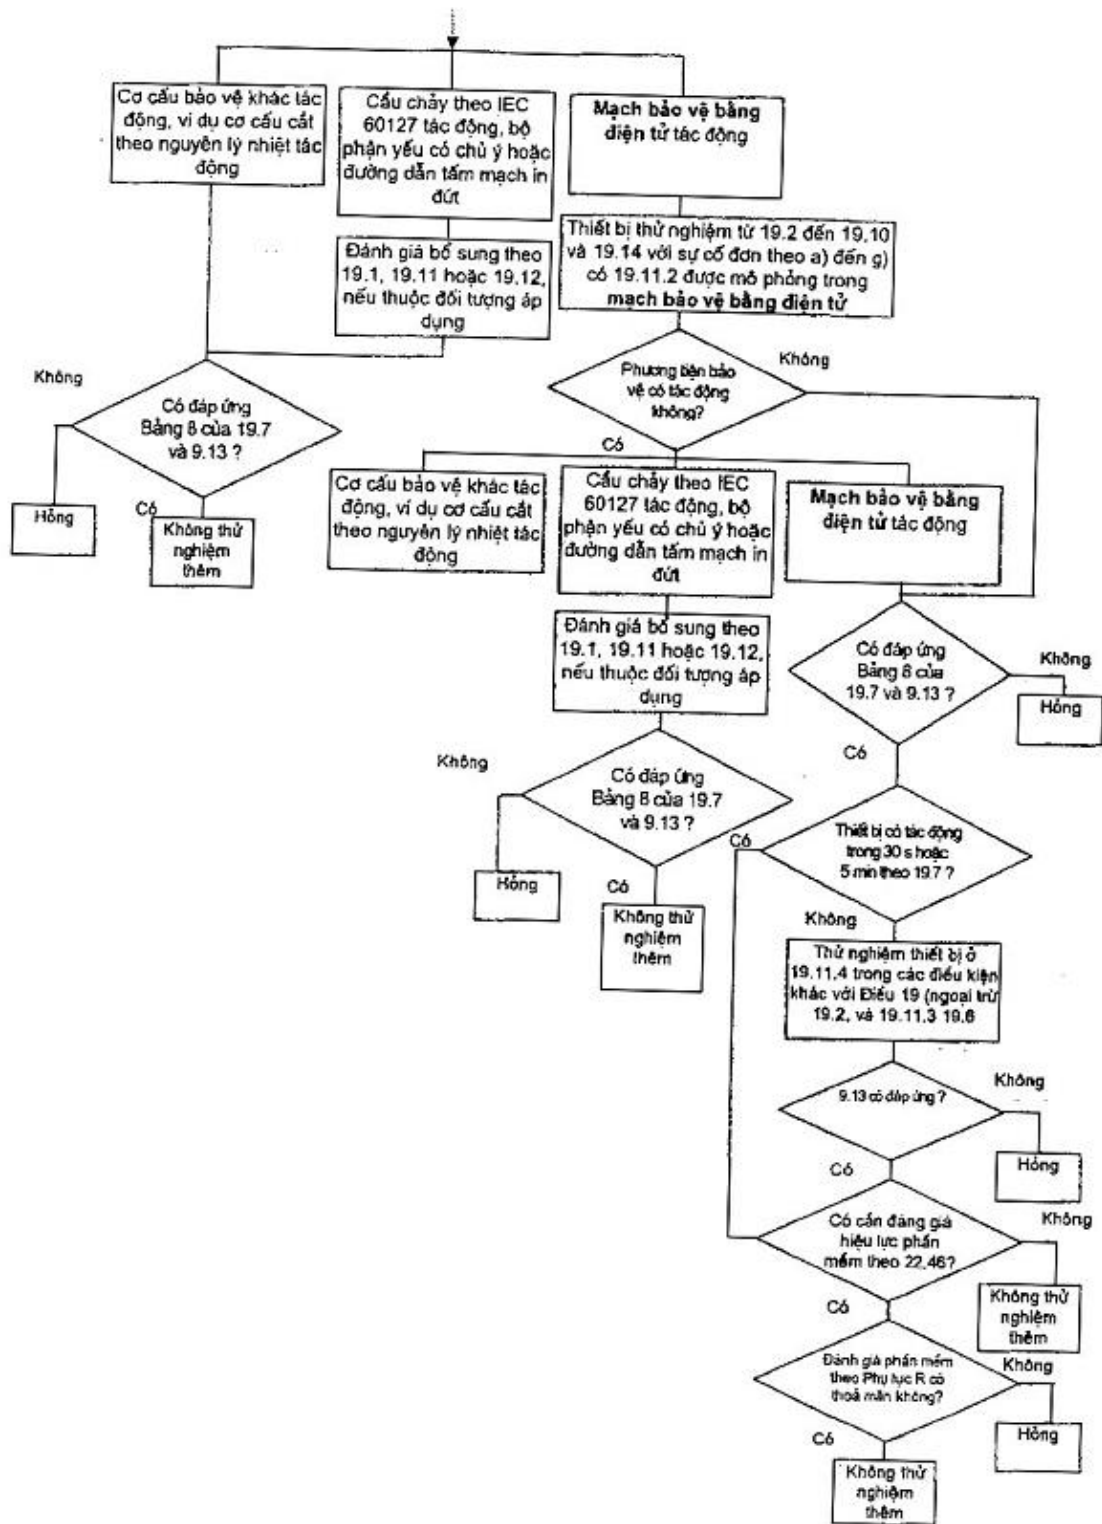 Cơ cấu bảo vệ khác tác
động, ví dụ cơ cấu cắt
theo nguyên lý nhiệt tác
động
Cầu chảy theo IEC
60127 tác động, bộ
phận yếu có chủ ý hoặc
đường dẫn tấm mạch in
đứt
Mạch bảo vệ bằng
điện tử tác động
Đánh giá bổ sung theo
19.1, 19.11 hoặc 19.12,
nếu thuộc đối tượng áp
dụng
Thiết bị thử nghiệm từ 19.2 đến 19.10
và 19.14 với sự cố đơn theo a) đến g)
có 19.11.2 được mô phỏng trong
mạch bảo vệ bằng điện tử
Không
Có đáp ứng
Bảng 8 của 19.7
và 9.13 ?
Hỏng
Có
Không thử
nghiệm
thêm
Phương tiện bảo
vệ có tác động
không?
Không
Có
Cơ cấu bảo vệ khác tác
động, ví dụ cơ cấu cắt
theo nguyên lý nhiệt tác
động
Cầu chảy theo IEC
60127 tác động, bộ
phận yếu có chủ ý hoặc
đường dẫn tấm mạch in
đứt
Mạch bảo vệ bằng
điện tử tác động
Đánh giá bổ sung theo
19.1, 19.11 hoặc 19.12,
nếu thuộc đối tượng áp
dụng
Có đáp ứng
Bảng 8 của
19.7 và 9.13 ?
Không
Hỏng
Có
Không
Có đáp ứng
Bảng 8 của 19.7
và 9.13 ?
Hỏng
Có
Không thử
nghiệm
thêm
Có
Thiết bị có tác động
trong 30 s hoặc
5 min theo 19.7 ?
Không
Thử nghiệm thiết bị ở
19.11.4 trong các điều kiện
khác với Điều 19 (ngoại trừ
19.2, và 19.11.3 19.6
9.13 có đáp ứng ?
Không
Hỏng
Có
Có cần đáng giá
hiệu lực phần
mềm theo 22.46?
Không
Không thử
nghiệm
thêm
Có
Đánh giá phần mềm
theo Phụ lục R có
thoả mãn không?
Không
Hỏng
Có
Không thử
nghiệm
thêm